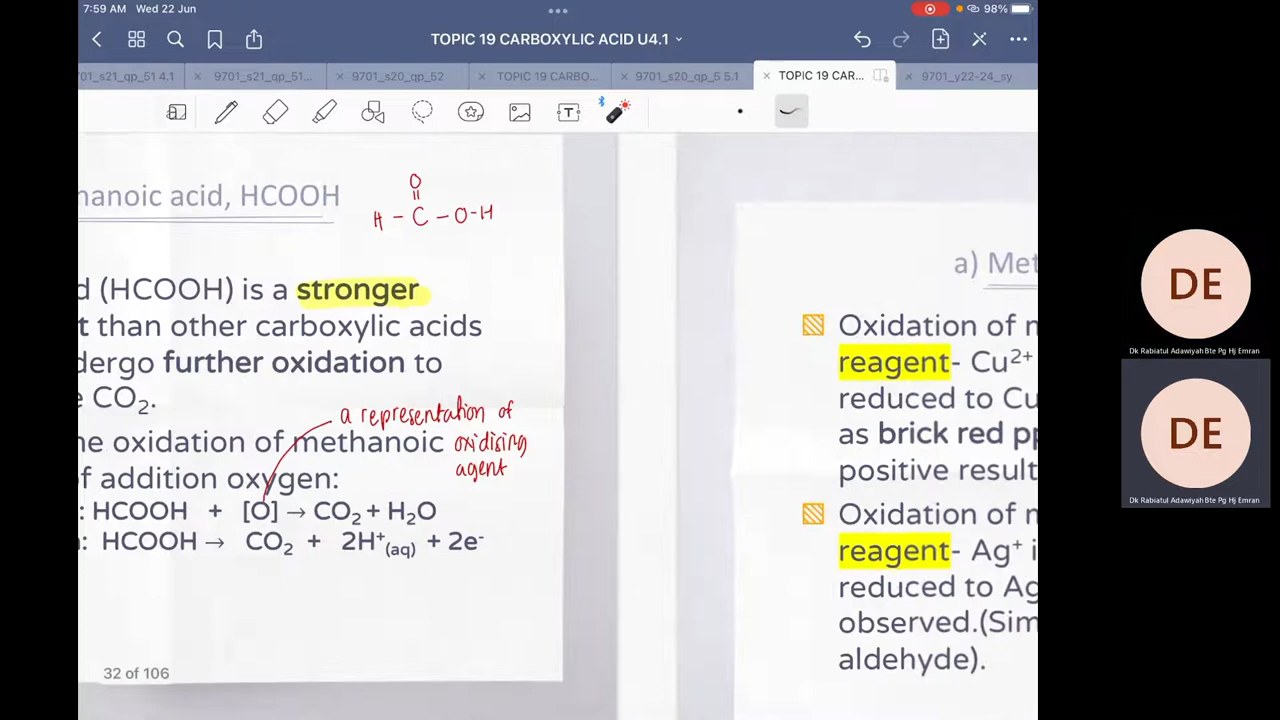 7:59 AM Wed 22 Jun
98%
TOPIC 19 CARBOXYLIC ACID U4.1
971_s21_qp_51 4.1
9701_s21_qp_51...
9701_s20_qp_52
TOPIC 19 CARBO...
9701_s20_qp_5 5.1
TOPIC 19 CAR...
9701_y22-24_sy
T
anoic acid, HCOOH
O
H - C - O - H
d (HCOOH) is a stronger
t than other carboxylic acids
dergo further oxidation to
e CO₂.
a representation of
oxidising
agent
ne oxidation of methanoic
of addition oxygen:
: HCOOH + [O] → CO₂ + H₂O
: HCOOH → CO₂ + 2H⁺(aq) + 2e⁻
32 of 106
a) Met
Oxidation of m
reagent- Cu²⁺
reduced to Cu
as brick red pp
positive result
Oxidation of m
reagent- Ag⁺ i
reduced to Ag
observed.(Sim
aldehyde).
DE
Dk Rabiatul Adawiyah Bte Pg Hj Emran
DE
Dk Rabiatul Adawiyah Bte Pg Hj Emran